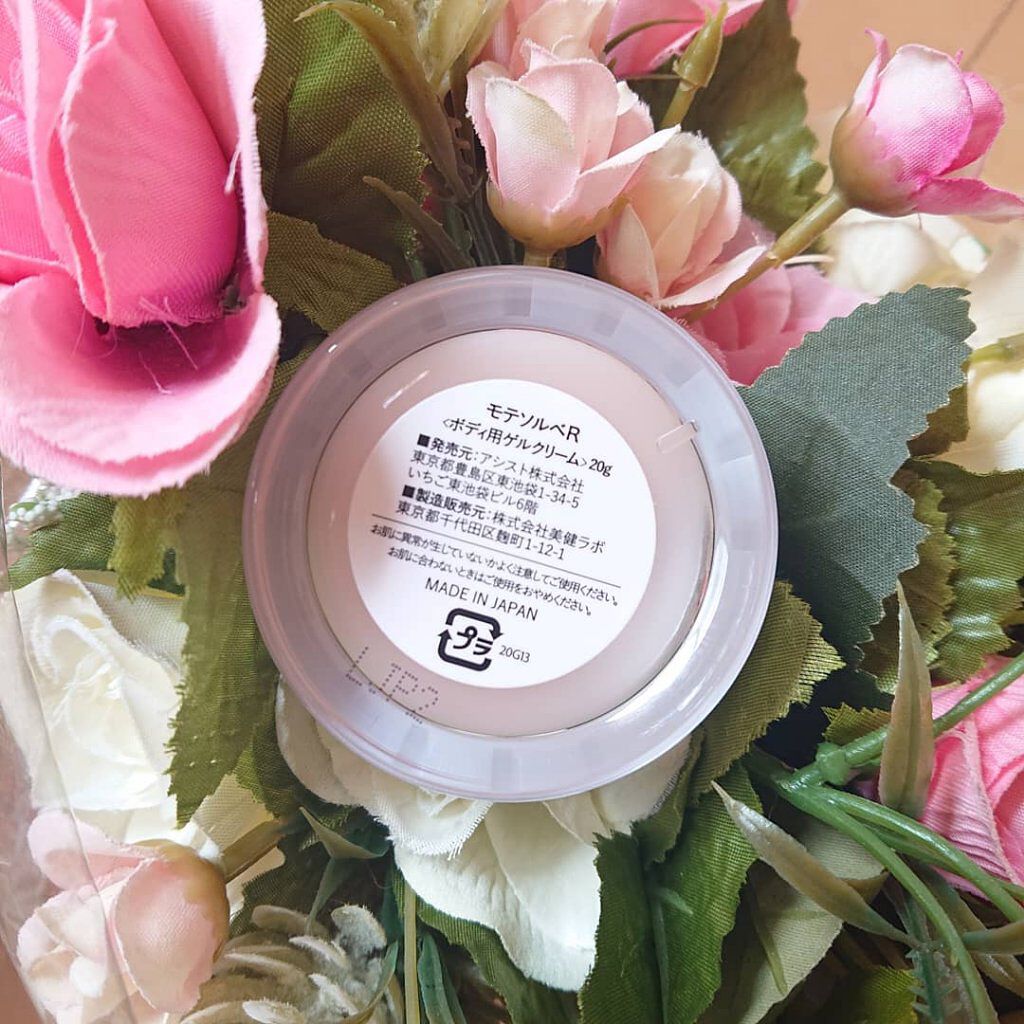 モテソルベR
<ボディ用ゲルクリーム>20g
■発売元:アシスト株式会社
東京都豊島区東池袋1-34-5
いちご東池袋ビル6階
■製造販売元:株式会社美健ラボ
東京都千代田区麹町1-12-1
お肌に異常が生じていないかよく注意してご使用ください。
お肌に合わないときはご使用をおやめください。
MADE IN JAPAN
プラ 20G13